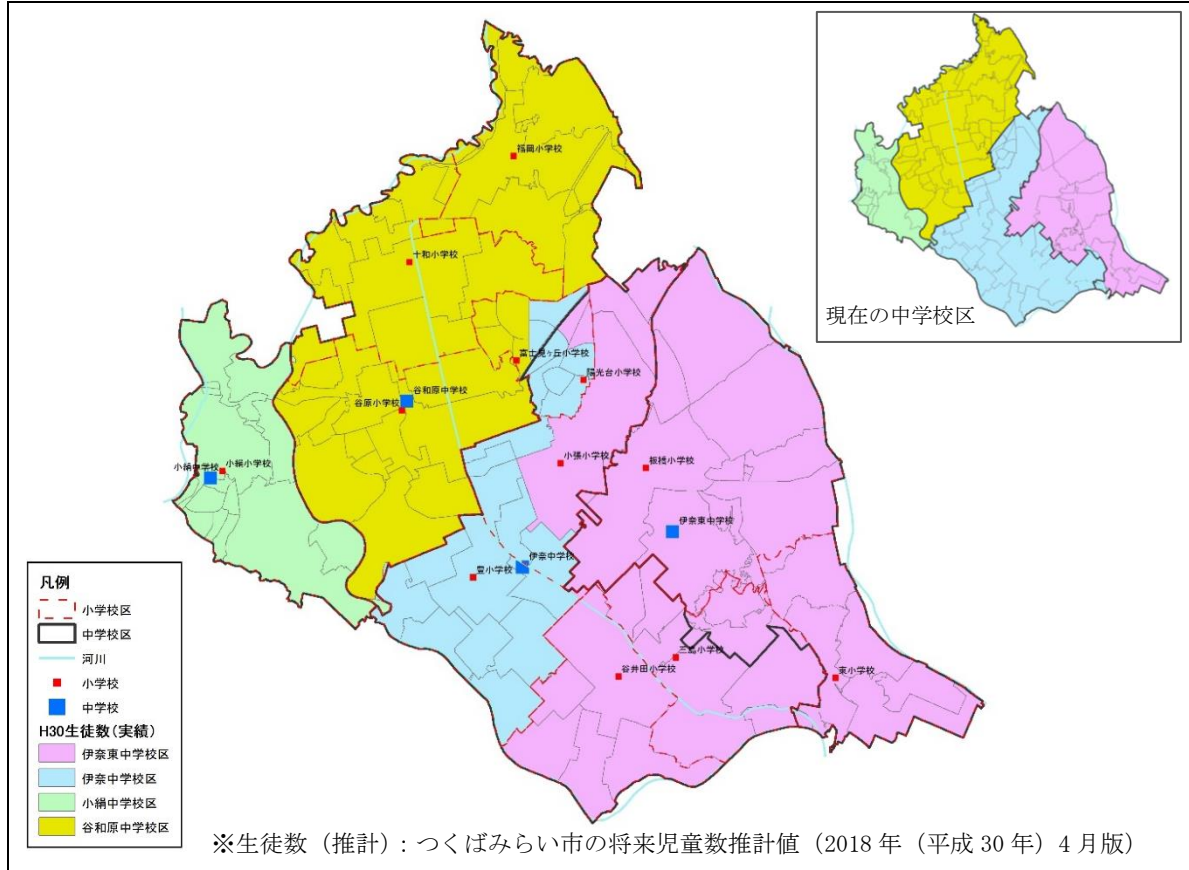 現在の中学校区
福岡小学校
十和小学校
富士見ヶ丘小学校
陽光台小学校
谷和原中学校
谷原小学校
小張小学校
板橋小学校
小絹中学校
小絹小学校
伊奈東中学校
伊奈中学校
豊小学校
三島小学校
谷井田小学校
東小学校
凡例
小学校区
中学校区
河川
小学校
中学校
H30生徒数(実績)
伊奈東中学校区
伊奈中学校区
小絹中学校区
谷和原中学校区
※生徒数(推計):つくばみらい市の将来児童数推計値(2018年(平成30年)4月版)